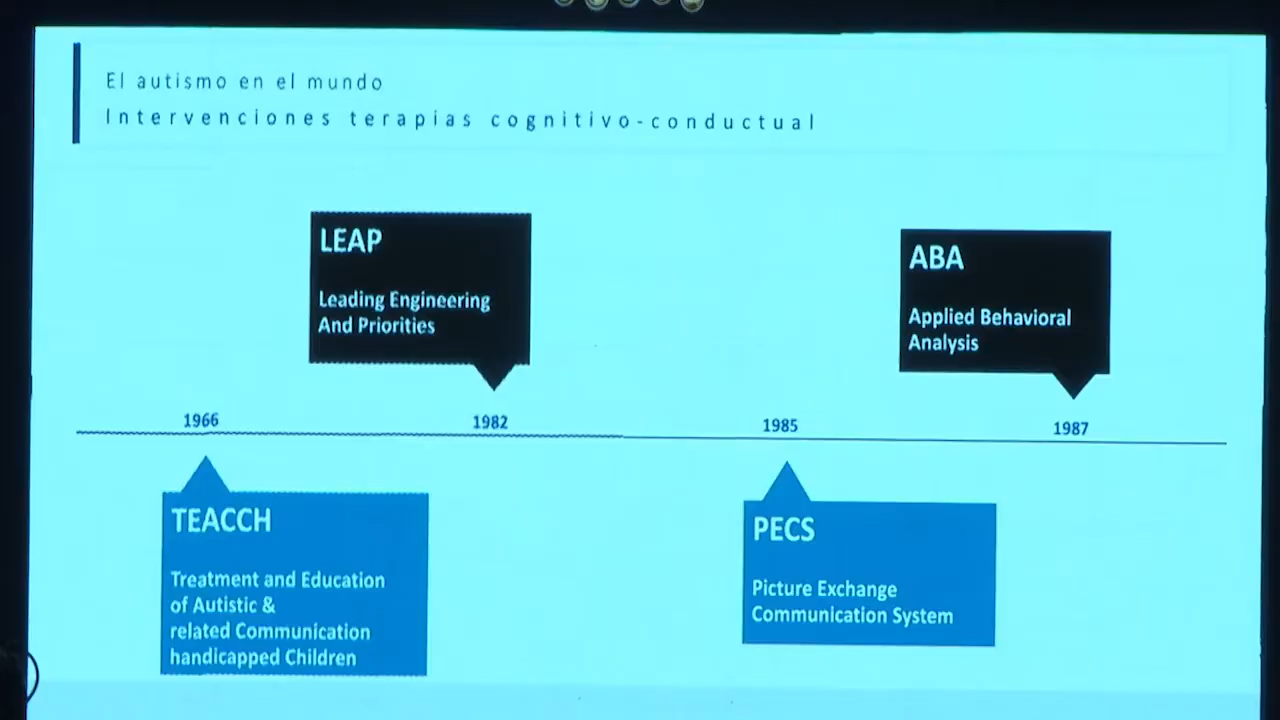 El autismo en el mundo
Intervenciones terapias cognitivo-conductual
LEAP
Leading Engineering
And Priorities
ABA
Applied Behavioral
Analysis
1966
1982
1985
1987
TEACCH
Treatment and Education
of Autistic &
related Communication
handicapped Children
PECS
Picture Exchange
Communication System